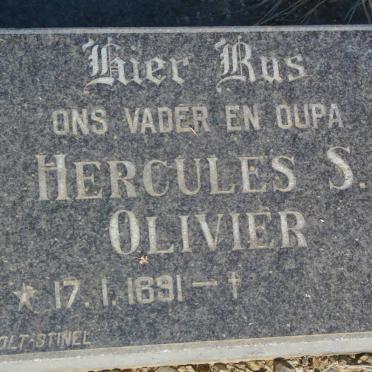 Hier Rus
ONS VADER EN OUPA
HERCULES S.
OLIVIER
* 17. 1. 1891 — †